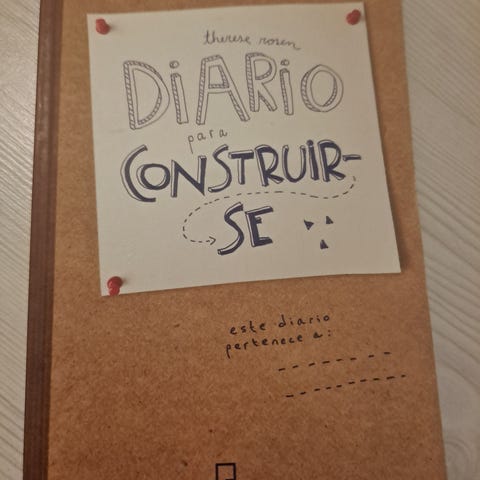 therese rosen
DiARiO
para
CONSTRUIR-
SE
este diario
pertenece a: